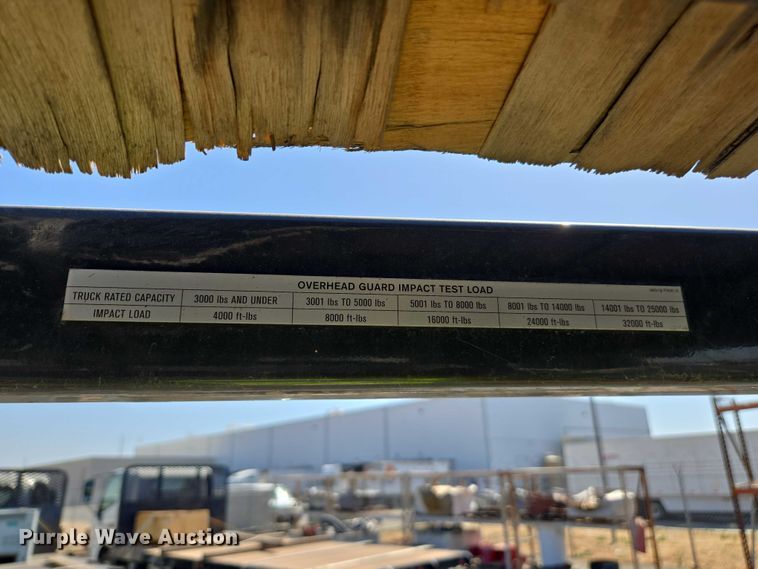 OVERHEAD GUARD IMPACT TEST LOAD
TRUCK RATED CAPACITY 3000 lbs AND UNDER 3001 lbs TO 5000 lbs 5001 lbs TO 8000 lbs 8001 lbs TO 14000 lbs 14001 lbs TO 25000 lbs
IMPACT LOAD 4000 ft-lbs 8000 ft-lbs 16000 ft-lbs 24000 ft-lbs 32000 ft-lbs
Purple Wave Auction